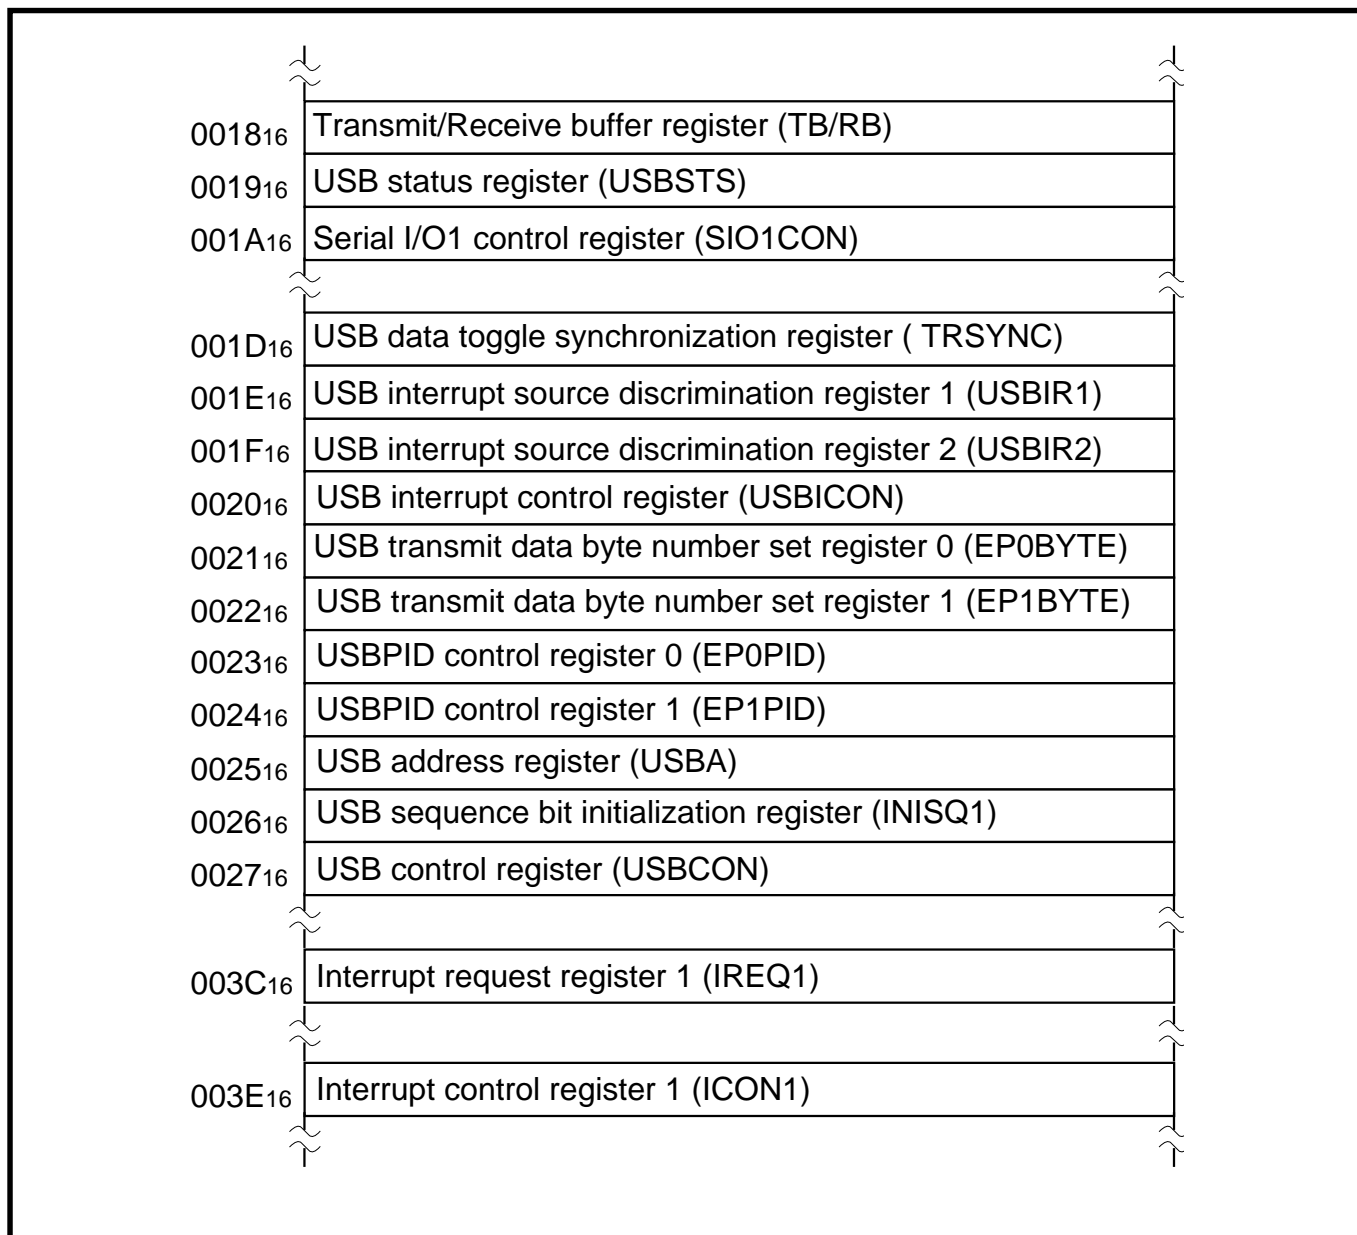 001816 Transmit/Receive buffer register (TB/RB)
001916 USB status register (USBSTS)
001A16 Serial I/O1 control register (SIO1CON)
001D16 USB data toggle synchronization register ( TRSYNC)
001E16 USB interrupt source discrimination register 1 (USBIR1)
001F16 USB interrupt source discrimination register 2 (USBIR2)
002016 USB interrupt control register (USBICON)
002116 USB transmit data byte number set register 0 (EP0BYTE)
002216 USB transmit data byte number set register 1 (EP1BYTE)
002316 USBPID control register 0 (EP0PID)
002416 USBPID control register 1 (EP1PID)
002516 USB address register (USBA)
002616 USB sequence bit initialization register (INISQ1)
002716 USB control register (USBCON)
003C16 Interrupt request register 1 (IREQ1)
003E16 Interrupt control register 1 (ICON1)